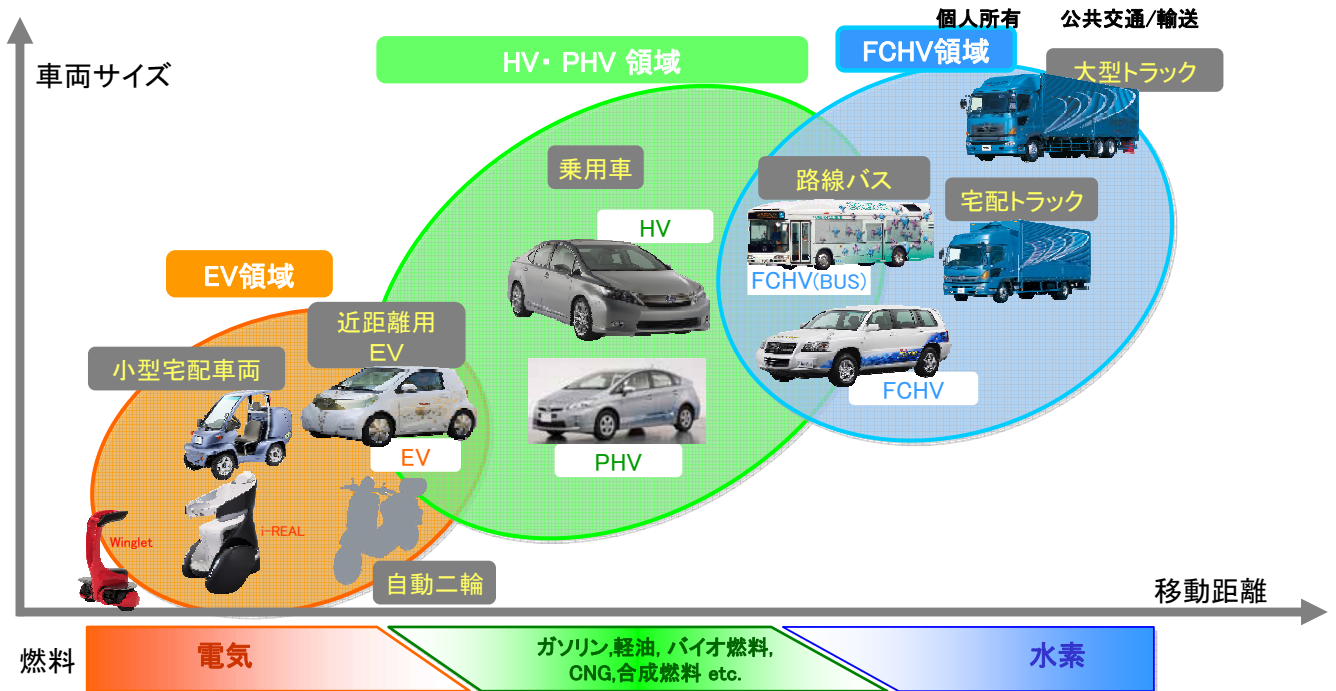 個人所有 公共交通/輸送
車両サイズ
HV・PHV 領域
FCHV領域
大型トラック
乗用車
路線バス
宅配トラック
HV
EV領域
FCHV(BUS)
近距離用
EV
小型宅配車両
FCHV
EV
PHV
Winglet
i-REAL
自動二輪
移動距離
燃料
電気
ガソリン,軽油, バイオ燃料,
CNG,合成燃料 etc.
水素